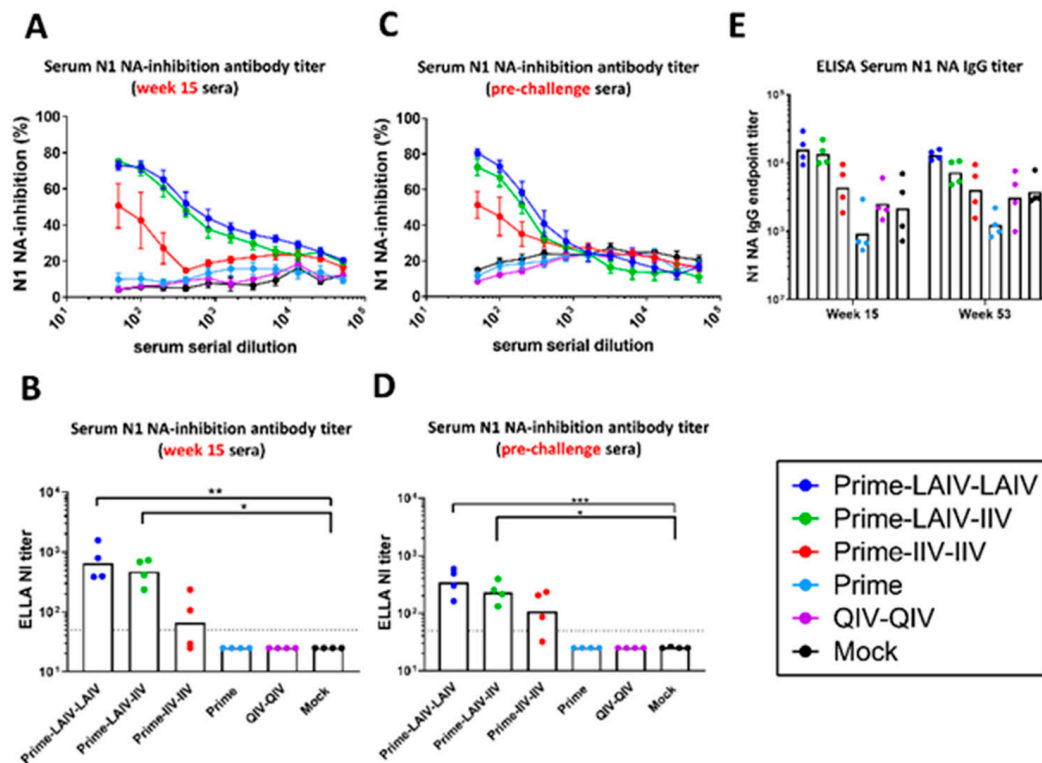 A
Serum N1 NA-inhibtion antibody titer
(week 15 sera)
N1 NA-inhibition (%)
100
80
60
40
20
0
10¹ 10² 10³ 10⁴ 10⁵
serum serial dilution
C
Serum N1 NA-inhibtion antibody titer
(pre-challenge sera)
N1 NA-inhibition (%)
100
80
60
40
20
0
10¹ 10² 10³ 10⁴ 10⁵
serum serial dilution
E
ELISA Serum N1 NA IgG titer
N1 NA IgG endpoint titer
10⁵
10⁴
10³
10²
Week 15 Week 53
B
Serum N1 NA-inhibtion antibody titer
(week 15 sera)
ELLA NI titer
10⁴
10³
10²
10¹
**
*
Prime-LAIV-LAIV
Prime-LAIV-IIV
Prime-IIV-IIV
Prime
QIV-QIV
Mock
D
Serum N1 NA-inhibtion antibody titer
(pre-challenge sera)
ELLA NI titer
10⁴
10³
10²
10¹
***
*
Prime-LAIV-LAIV
Prime-LAIV-IIV
Prime-IIV-IIV
Prime
QIV-QIV
Mock
Prime-LAIV-LAIV
Prime-LAIV-IIV
Prime-IIV-IIV
Prime
QIV-QIV
Mock